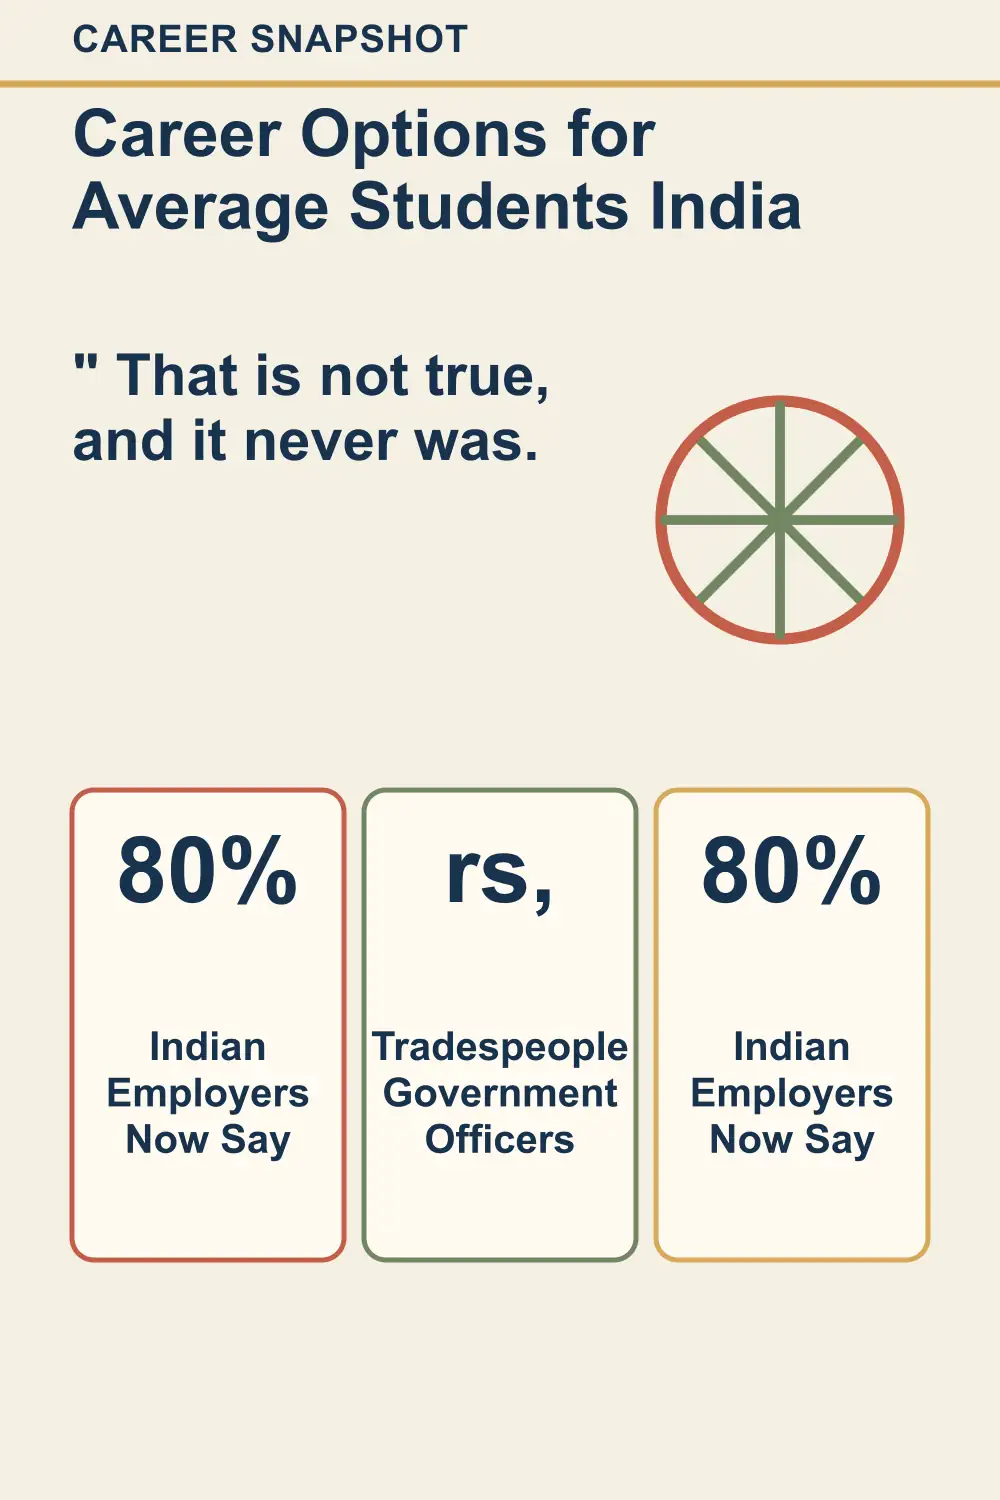 CAREER SNAPSHOT
Career Options for
Average Students India
" That is not true,
and it never was.
80%
Indian
Employers
Now Say
rs,
Tradespeople
Government
Officers
80%
Indian
Employers
Now Say